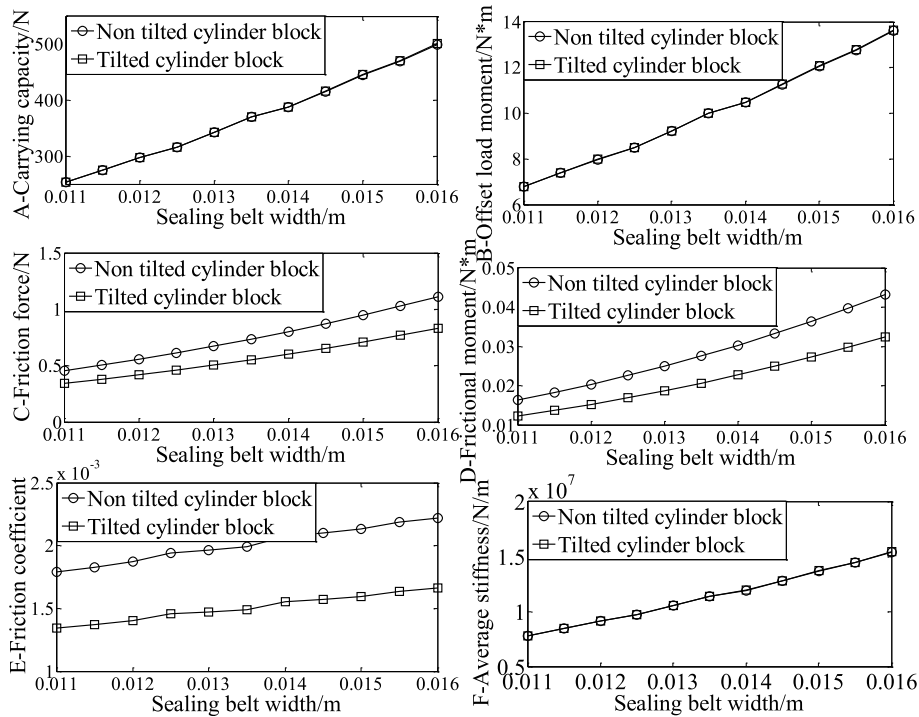 A-Carrying capacity/N
500
400
300
Non tilted cylinder block
Tilted cylinder block
0.011 0.012 0.013 0.014 0.015 0.016
Sealing belt width/m
B-Offset load moment/N*m
14
12
10
8
6
Non tilted cylinder block
Tilted cylinder block
0.011 0.012 0.013 0.014 0.015 0.016
Sealing belt width/m
C-Friction force/N
1.5
1
0.5
0
Non tilted cylinder block
Tilted cylinder block
0.011 0.012 0.013 0.014 0.015 0.016
Sealing belt width/m
D-Frictional moment/N*m
0.05
0.04
0.03
0.02
0.01
Non tilted cylinder block
Tilted cylinder block
0.011 0.012 0.013 0.014 0.015 0.016
Sealing belt width/m
E-Friction coefficient
x 10-3
2.5
2
1.5
1
Non tilted cylinder block
Tilted cylinder block
0.011 0.012 0.013 0.014 0.015 0.016
Sealing belt width/m
F-Average stiffness/N/m
x 10^7
2
1.5
1
0.5
Non tilted cylinder block
Tilted cylinder block
0.011 0.012 0.013 0.014 0.015 0.016
Sealing belt width/m